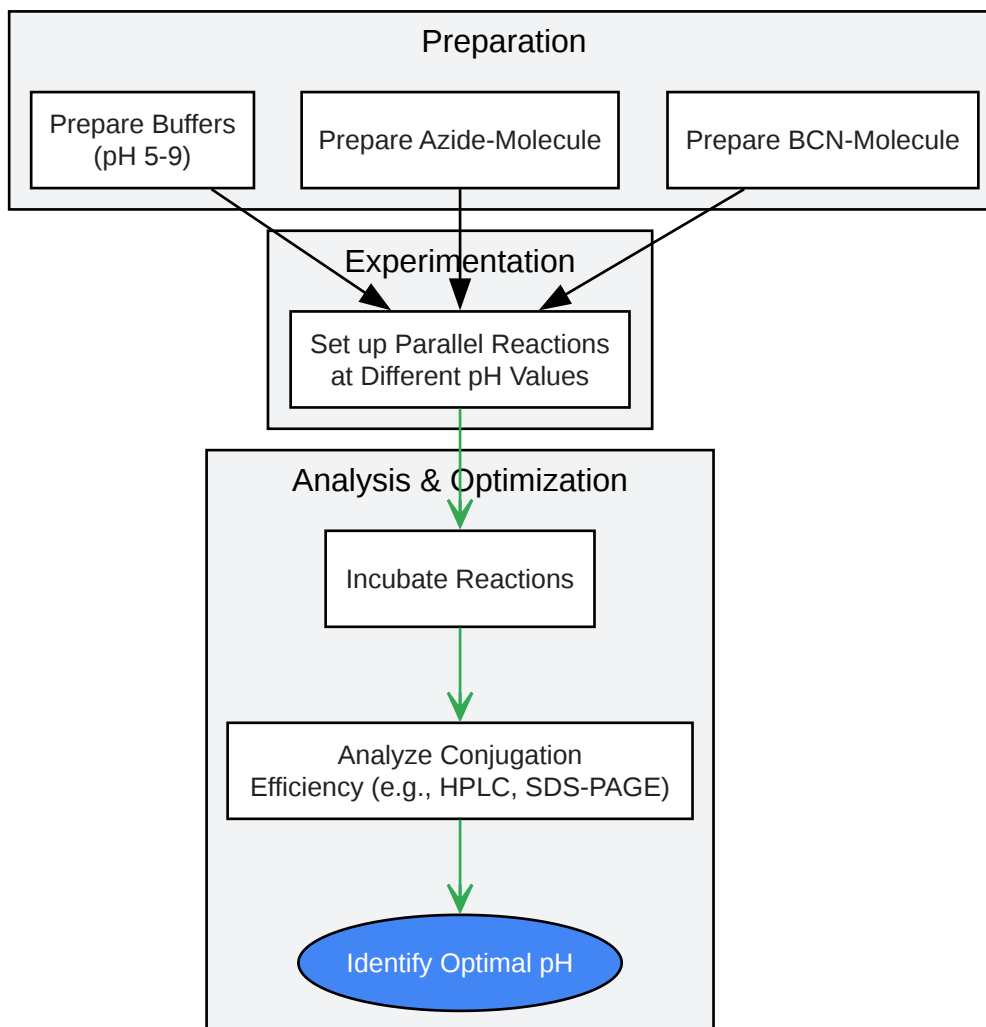 Preparation
Prepare Buffers
(pH 5-9)
Prepare Azide-Molecule
Prepare BCN-Molecule
Experimentation
Set up Parallel Reactions
at Different pH Values
Analysis & Optimization
Incubate Reactions
Analyze Conjugation
Efficiency (e.g., HPLC, SDS-PAGE)
Identify Optimal pH